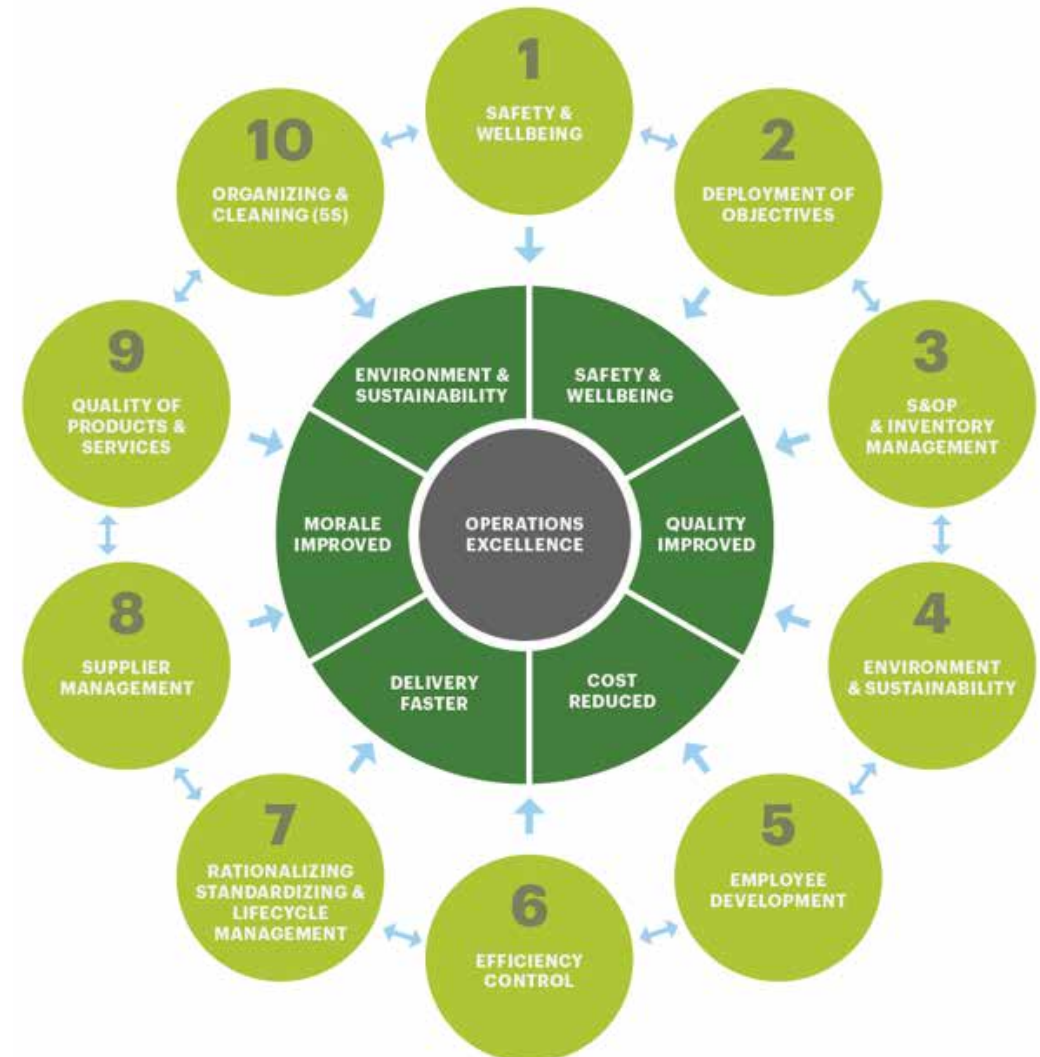 1
SAFETY &
WELLBEING
2
DEPLOYMENT OF
OBJECTIVES
3
S&OP
& INVENTORY
MANAGEMENT
4
ENVIRONMENT
& SUSTAINABILITY
5
EMPLOYEE
DEVELOPMENT
6
EFFICIENCY
CONTROL
7
RATIONALIZING
STANDARDIZING &
LIFECYCLE
MANAGEMENT
8
SUPPLIER
MANAGEMENT
9
QUALITY OF
PRODUCTS &
SERVICES
10
ORGANIZING &
CLEANING (5S)
ENVIRONMENT &
SUSTAINABILITY
SAFETY &
WELLBEING
QUALITY
IMPROVED
COST
REDUCED
DELIVERY
FASTER
MORALE
IMPROVED
OPERATIONS
EXCELLENCE